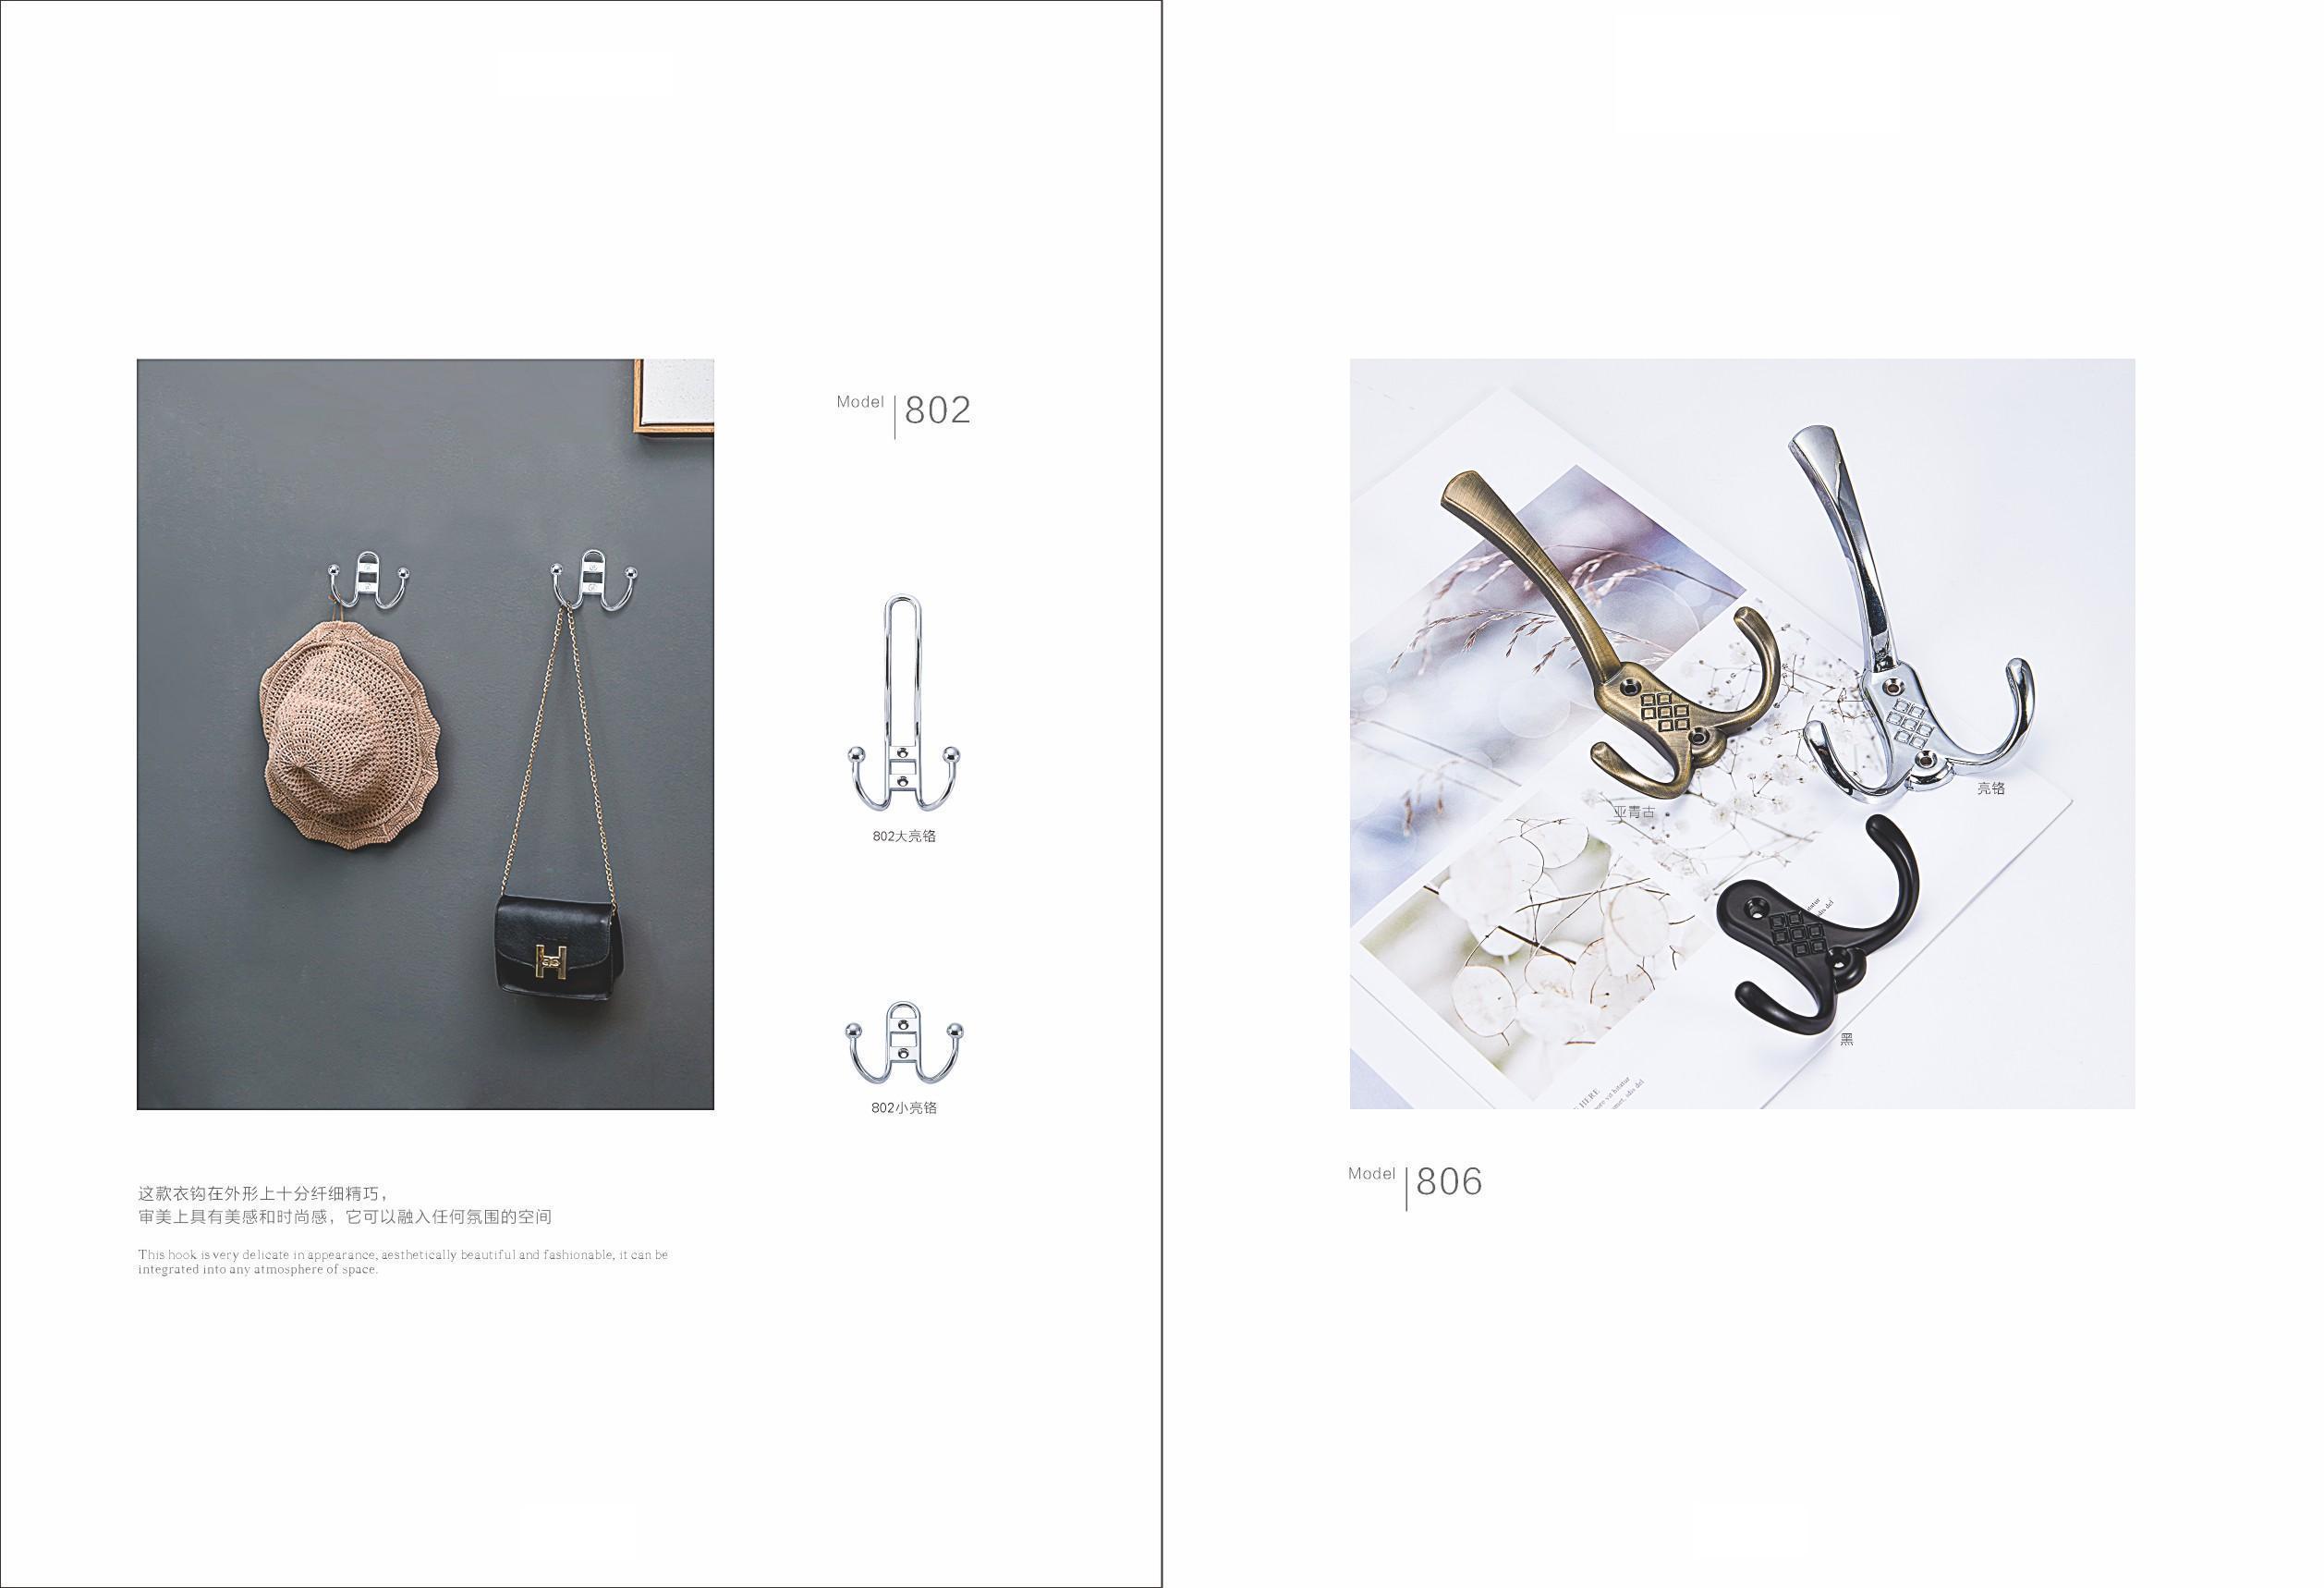 Model 802
802大亮铬
802小亮铬
这款衣钩在外形上十分纤细精巧，
审美上具有美感和时尚感，它可以融入任何氛围的空间
This hook is very delicate in appearance, aesthetically beautiful and fashionable, it can be
integrated into any atmosphere of space.
亚青古
亮铬
黑
HERE
Model 806